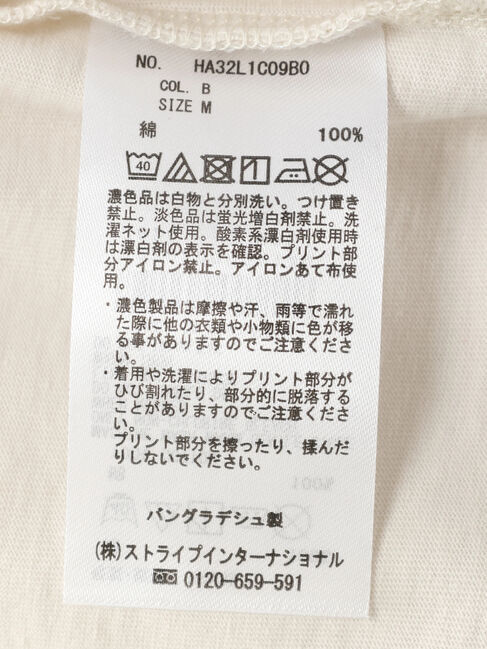 NO. HA32L1C09B0
COL. B
SIZE M
綿 100%
40
濃色品は白物と分別洗い。つけ置き
禁止。淡色品は蛍光増白剤禁止。洗
濯ネット使用。酸素系漂白剤使用時
は漂白剤の表示を確認。プリント部
分アイロン禁止。アイロンあて布使
用。
・濃色製品は摩擦や汗、雨等で濡れ
た際に他の衣類や小物類に色が移
る事がありますのでご注意くださ
い。
・着用や洗濯によりプリント部分が
ひび割れたり、部分的に脱落する
ことがありますのでご注意くださ
い。
プリント部分を擦ったり、揉んだ
りしないでください。
バングラデシュ製
(株)ストライプインターナショナル
0120-659-591